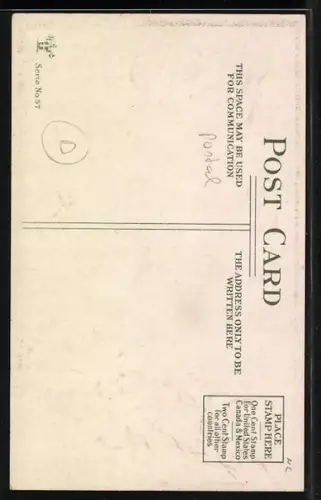 POST CARD
THIS SPACE MAY BE USED
FOR COMMUNICATION
THE ADDRESS ONLY TO BE
WRITTEN HERE
PLACE
STAMP HERE
One Cent Stamp
for United States
Canada & Mexico
Two Cent Stamp
for all other
countries
postal
D
Serie No 57